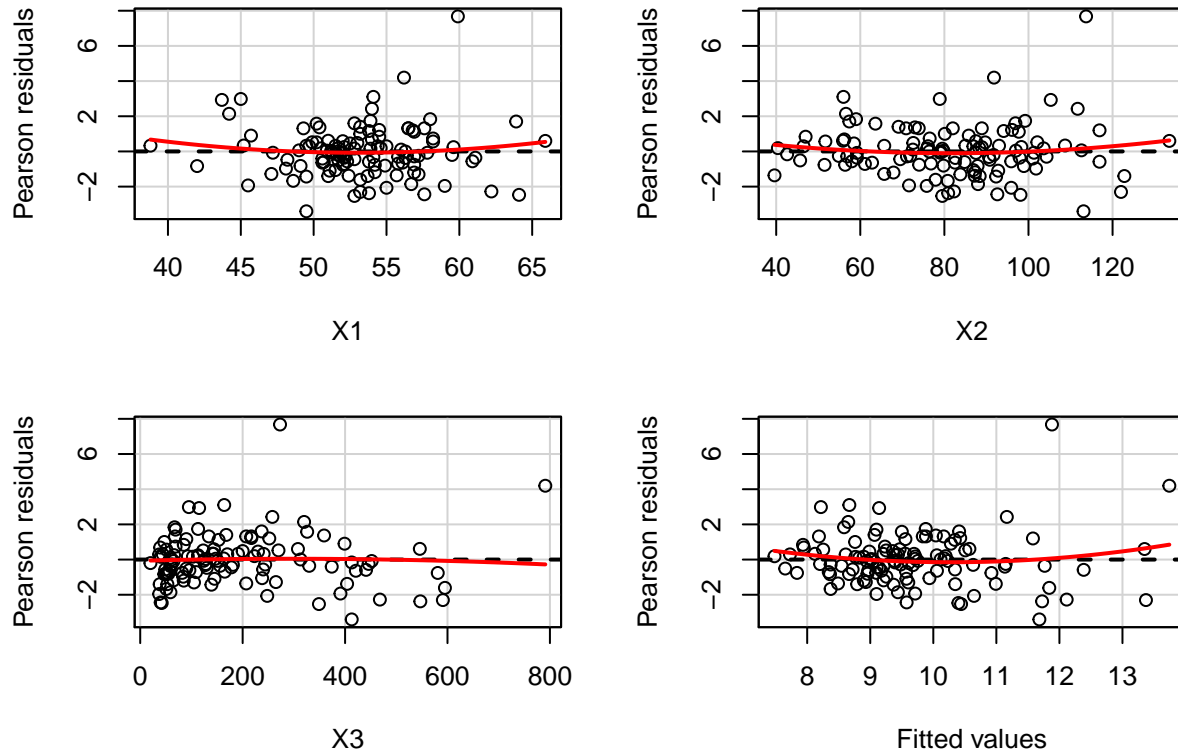 Pearson residuals
6
2
−2
40 45 50 55 60 65
X1
Pearson residuals
6
2
−2
40 60 80 100 120
X2
Pearson residuals
6
2
−2
0 200 400 600 800
X3
Pearson residuals
6
2
−2
8 9 10 11 12 13
Fitted values